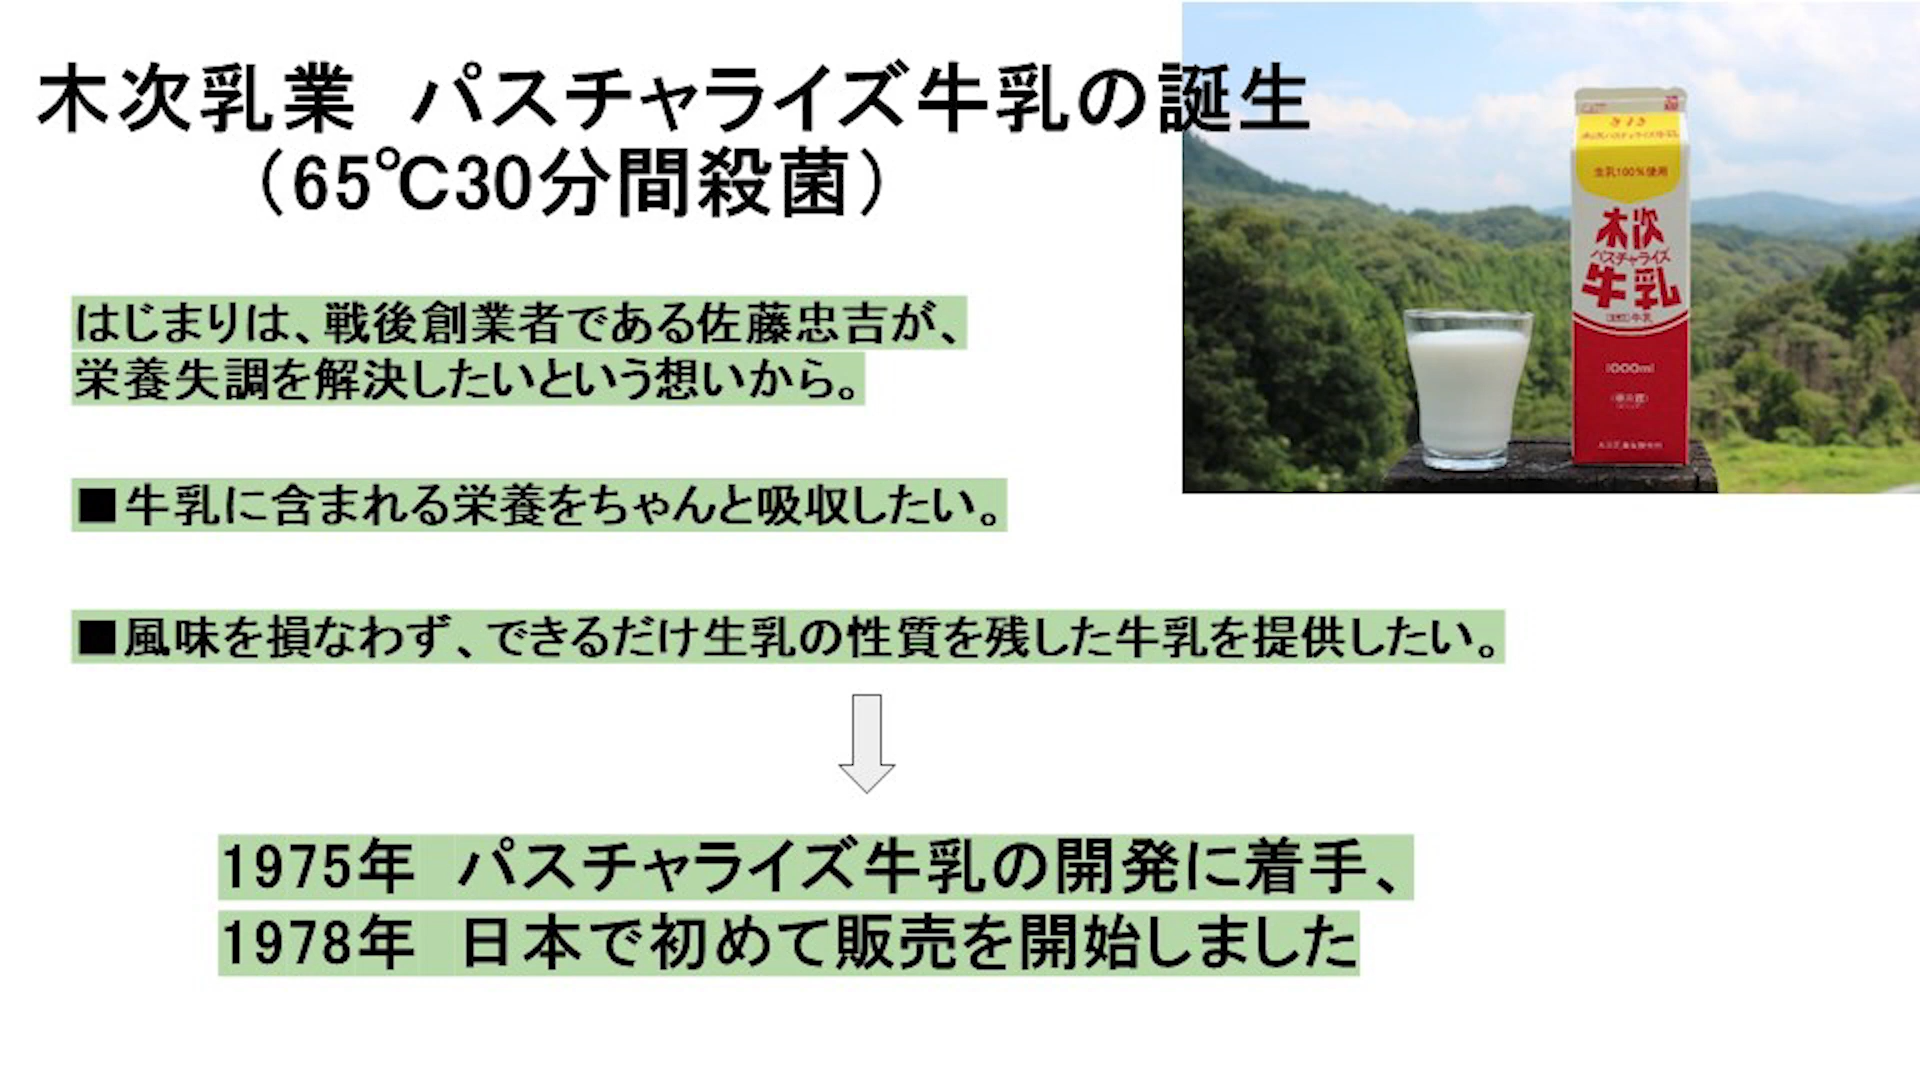 木次乳業　パスチャライズ牛乳の誕生
（65℃30分間殺菌）
はじまりは、戦後創業者である佐藤忠吉が、
栄養失調を解決したいという想いから。
■牛乳に含まれる栄養をちゃんと吸収したい。
■風味を損なわず、できるだけ生乳の性質を残した牛乳を提供したい。
1975年　パスチャライズ牛乳の開発に着手、
1978年　日本で初めて販売を開始しました
きすき
生乳100%使用
木次
パスチャライズ
牛乳
1000ml